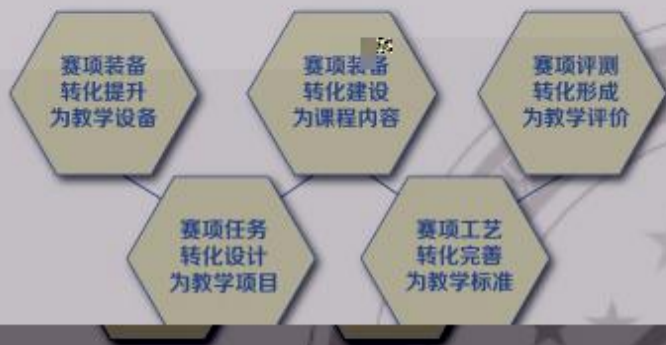 赛项装备
转化提升
为教学设备
赛项装备
转化建设
为课程内容
赛项评测
转化形成
为教学评价
赛项任务
转化设计
为教学项目
赛项工艺
转化完善
为教学标准